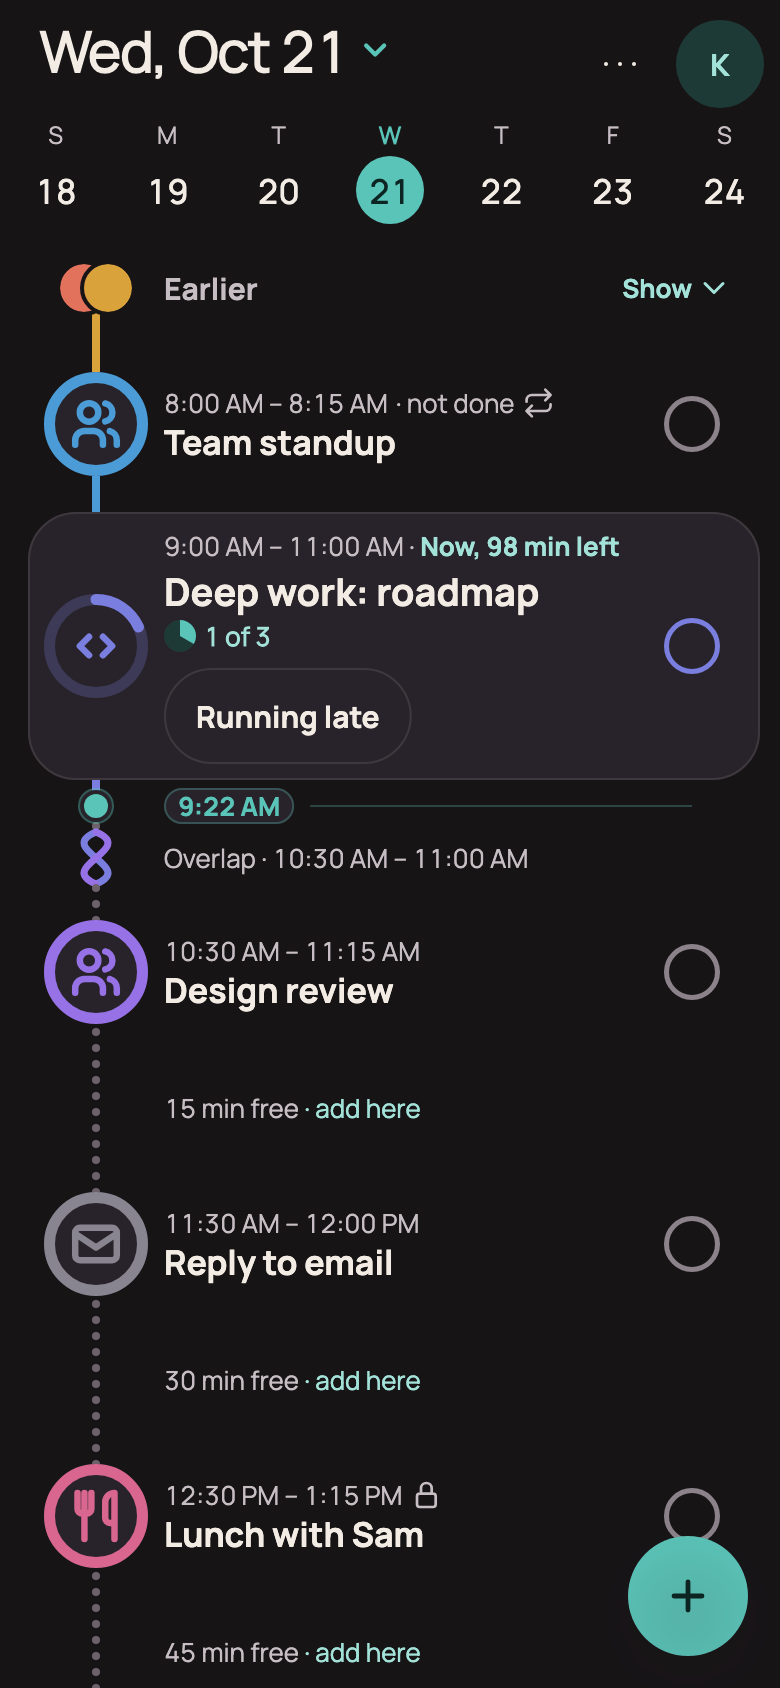 Wed, Oct 21
...
K
S M T W T F S
18 19 20 21 22 23 24
Earlier
Show
8:00 AM – 8:15 AM · not done
Team standup
9:00 AM – 11:00 AM · Now, 98 min left
Deep work: roadmap
1 of 3
Running late
9:22 AM
Overlap · 10:30 AM – 11:00 AM
10:30 AM – 11:15 AM
Design review
15 min free · add here
11:30 AM – 12:00 PM
Reply to email
30 min free · add here
12:30 PM – 1:15 PM
Lunch with Sam
45 min free · add here